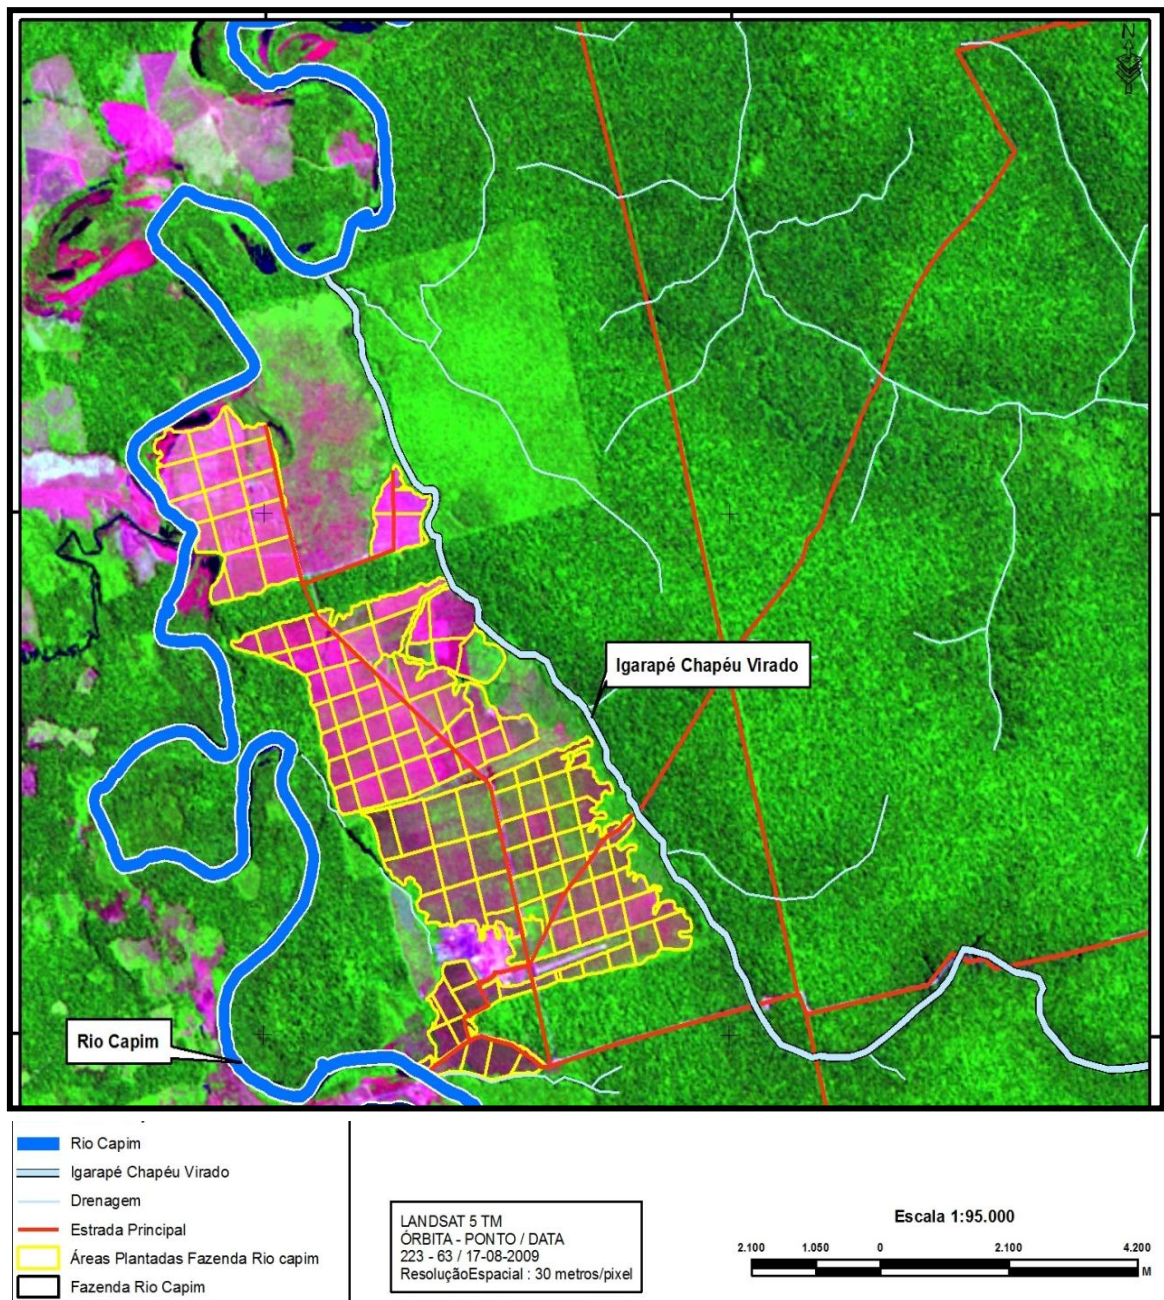 N
Igarapé Chapéu Virado
Rio Capim
Rio Capim
Igarapé Chapéu Virado
Drenagem
Estrada Principal
Áreas Plantadas Fazenda Rio capim
Fazenda Rio Capim
LANDSAT 5 TM
ÓRBITA - PONTO / DATA
223 - 63 / 17-08-2009
ResoluçãoEspacial : 30 metros/pixel
Escala 1:95.000
2.100 1.050 0 2.100 4.200
M